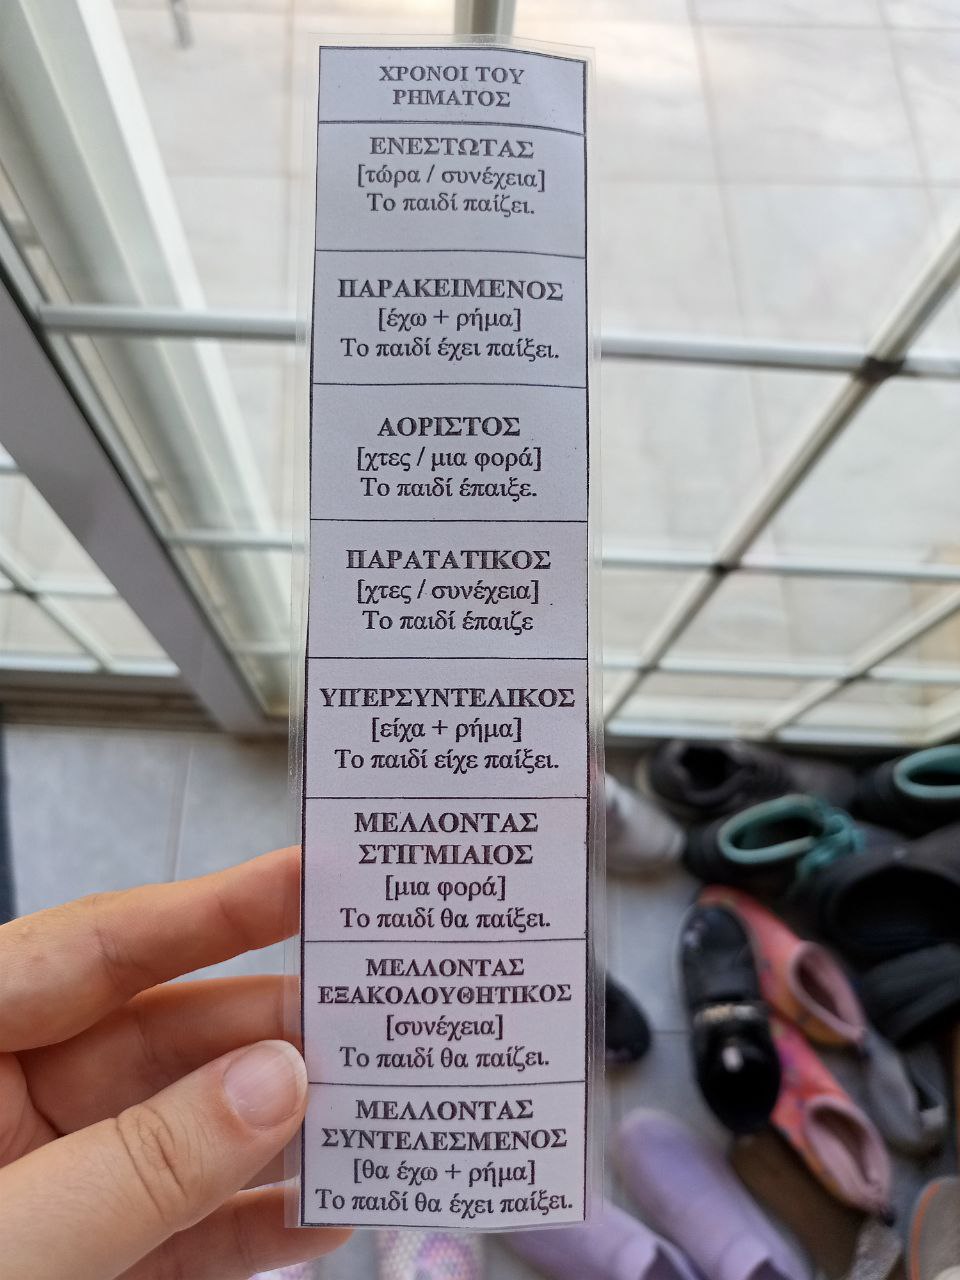 ΧΡΟΝΟΙ ΤΟΥ
ΡΗΜΑΤΟΣ
ΕΝΕΣΤΩΤΑΣ
[τώρα / συνέχεια]
Το παιδί παίζει.
ΠΑΡΑΚΕΙΜΕΝΟΣ
[έχω + ρήμα]
Το παιδί έχει παίξει.
ΑΟΡΙΣΤΟΣ
[χτες / μια φορά]
Το παιδί έπαιξε.
ΠΑΡΑΤΑΤΙΚΟΣ
[χτες / συνέχεια]
Το παιδί έπαιζε
ΥΠΕΡΣΥΝΤΕΛΙΚΟΣ
[είχα + ρήμα]
Το παιδί είχε παίξει.
ΜΕΛΛΟΝΤΑΣ
ΣΤΙΓΜΙΑΙΟΣ
[μια φορά]
Το παιδί θα παίξει.
ΜΕΛΛΟΝΤΑΣ
ΕΞΑΚΟΛΟΥΘΗΤΙΚΟΣ
[συνέχεια]
Το παιδί θα παίζει.
ΜΕΛΛΟΝΤΑΣ
ΣΥΝΤΕΛΕΣΜΕΝΟΣ
[θα έχω + ρήμα]
Το παιδί θα έχει παίξει.